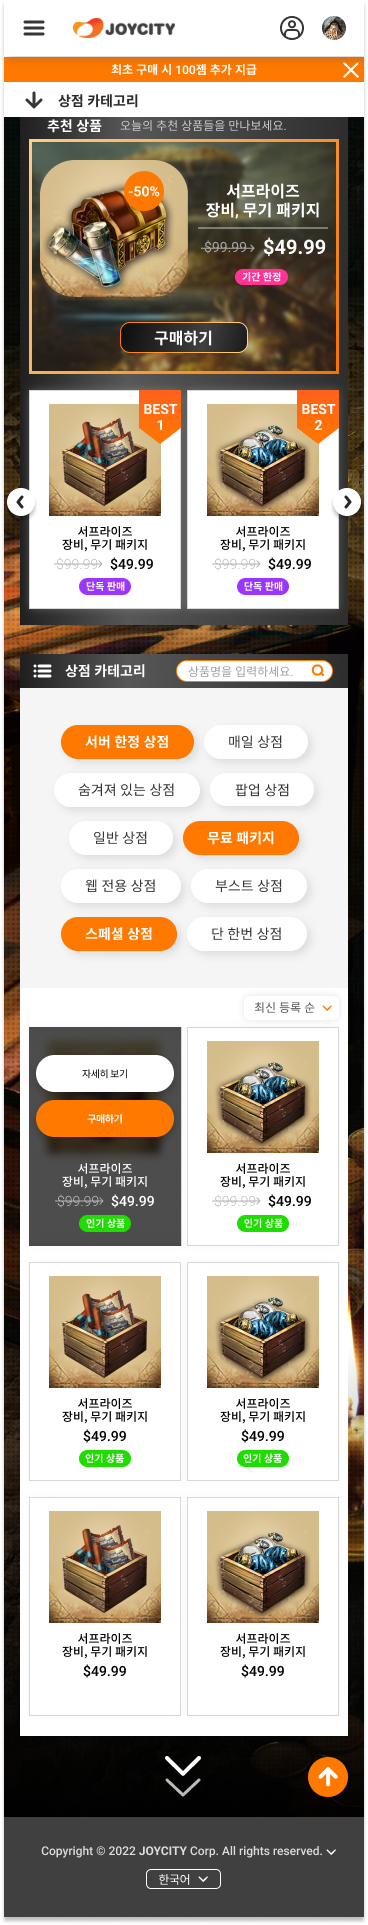 JOYCITY
최초 구매 시 100젬 추가 지급
상점 카테고리
추천 상품 오늘의 추천 상품들을 만나보세요.
-50%
서프라이즈
장비, 무기 패키지
$99.99 $49.99
기간 한정
구매하기
BEST
1
서프라이즈
장비, 무기 패키지
$99.99 $49.99
단독 판매
BEST
2
서프라이즈
장비, 무기 패키지
$99.99 $49.99
단독 판매
상점 카테고리 상품명을 입력하세요.
서버 한정 상점 매일 상점
숨겨져 있는 상점 팝업 상점
일반 상점 무료 패키지
웹 전용 상점 부스트 상점
스페셜 상점 단 한번 상점
최신 등록 순
자세히 보기
구매하기
서프라이즈
장비, 무기 패키지
$99.99 $49.99
인기 상품
서프라이즈
장비, 무기 패키지
$99.99 $49.99
인기 상품
서프라이즈
장비, 무기 패키지
$49.99
인기 상품
서프라이즈
장비, 무기 패키지
$49.99
인기 상품
서프라이즈
장비, 무기 패키지
$49.99
서프라이즈
장비, 무기 패키지
$49.99
Copyright © 2022 JOYCITY Corp. All rights reserved.
한국어